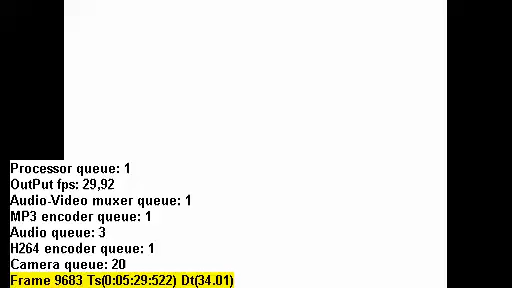 Processor queue: 1
OutPut fps: 29,92
Audio-Video muxer queue: 1
MP3 encoder queue: 1
Audio queue: 3
H264 encoder queue: 1
Camera queue: 20
Frame 9683 Ts(0:05:29:522) Dt(34.01)